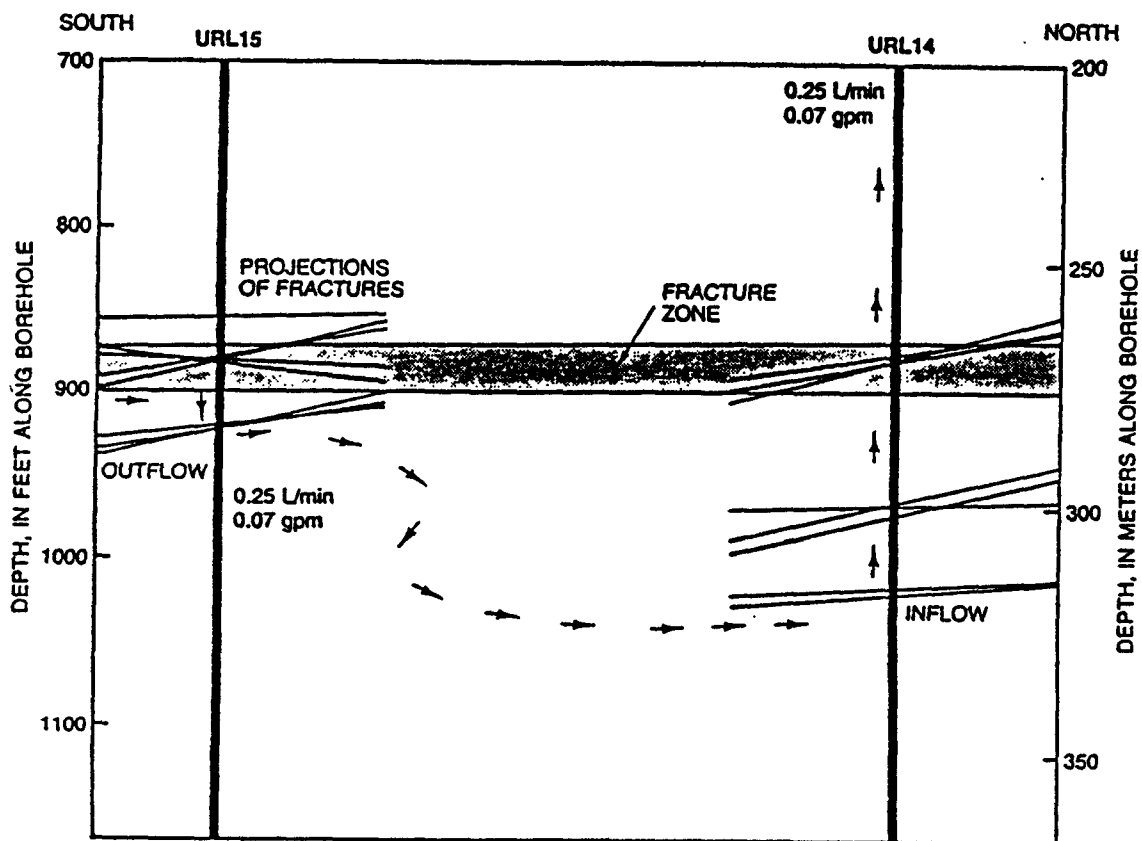 SOUTH
URL15
URL14
NORTH
700
800
900
1000
1100
200
250
300
350
DEPTH, IN FEET ALONG BOREHOLE
DEPTH, IN METERS ALONG BOREHOLE
0.25 L/min
0.07 gpm
PROJECTIONS
OF FRACTURES
FRACTURE
ZONE
OUTFLOW
0.25 L/min
0.07 gpm
INFLOW